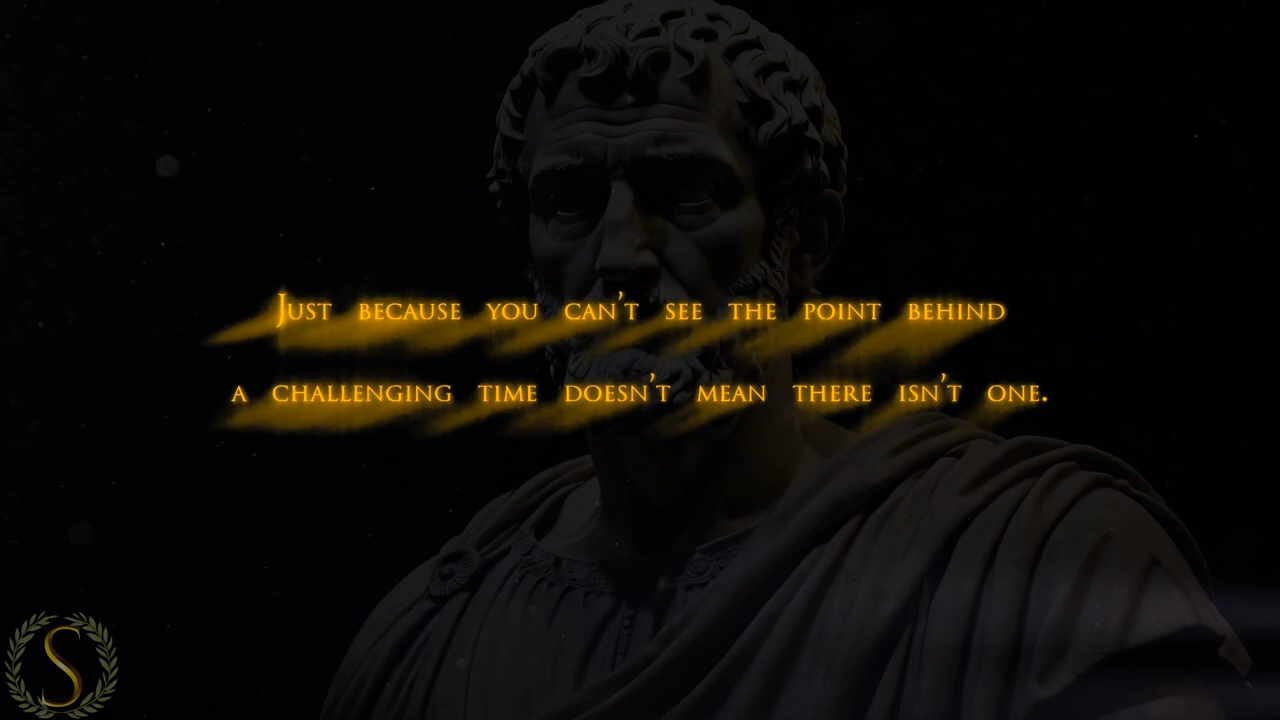 Just because you can't see the point behind
a challenging time doesn't mean there isn't one.
S